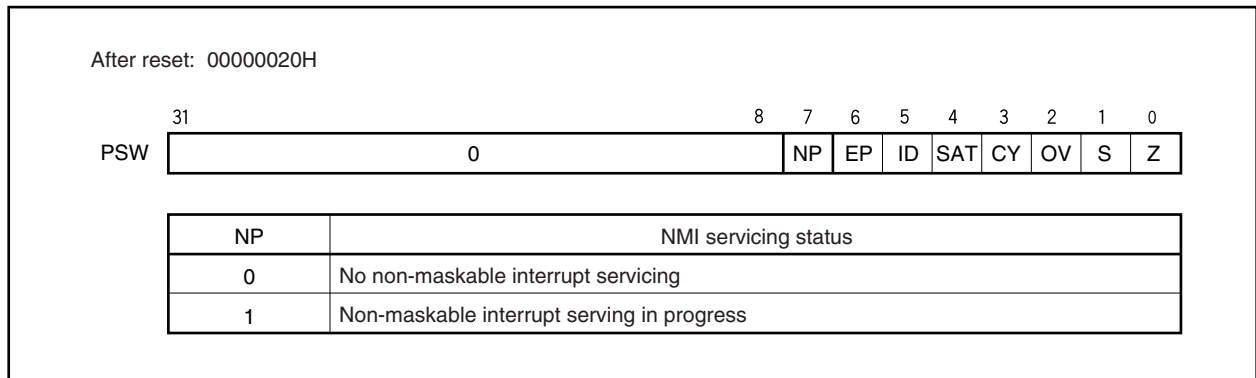 After reset: 00000020H
31 8 7 6 5 4 3 2 1 0
PSW 0 NP EP ID SAT CY OV S Z
NP NMI servicing status
0 No non-maskable interrupt servicing
1 Non-maskable interrupt serving in progress